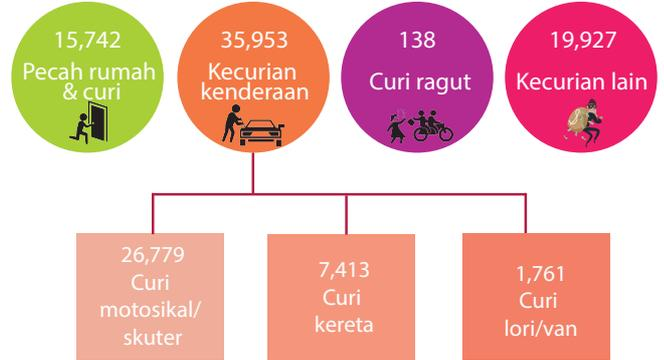 15,742
Pecah rumah
& curi
35,953
Kecurian
kenderaan
138
Curi ragut
19,927
Kecurian lain
26,779
Curi
motosikal/
skuter
7,413
Curi
kereta
1,761
Curi
lori/van